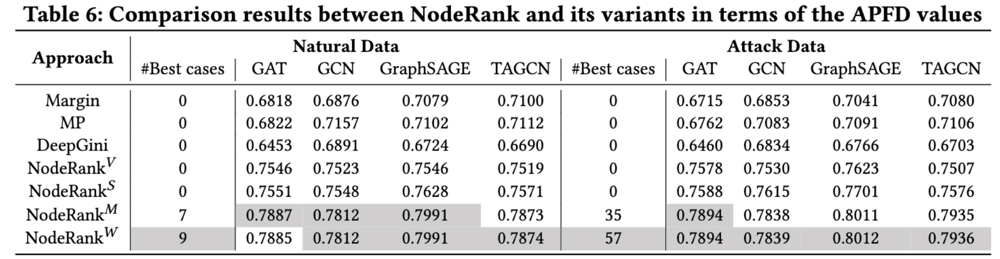 Table 6: Comparison results between NodeRank and its variants in terms of the APFD values
Approach Natural Data Attack Data
#Best cases GAT GCN GraphSAGE TAGCN #Best cases GAT GCN GraphSAGE TAGCN
Margin 0 0.6818 0.6876 0.7079 0.7100 0 0.6715 0.6853 0.7041 0.7080
MP 0 0.6822 0.7157 0.7102 0.7112 0 0.6762 0.7083 0.7091 0.7106
DeepGini 0 0.6453 0.6891 0.6724 0.6690 0 0.6460 0.6834 0.6766 0.6703
NodeRank^V 0 0.7546 0.7523 0.7546 0.7519 0 0.7578 0.7530 0.7623 0.7507
NodeRank^S 0 0.7551 0.7548 0.7628 0.7571 0 0.7588 0.7615 0.7701 0.7576
NodeRank^M 7 0.7887 0.7812 0.7991 0.7873 35 0.7894 0.7838 0.8011 0.7935
NodeRank^W 9 0.7885 0.7812 0.7991 0.7874 57 0.7894 0.7839 0.8012 0.7936